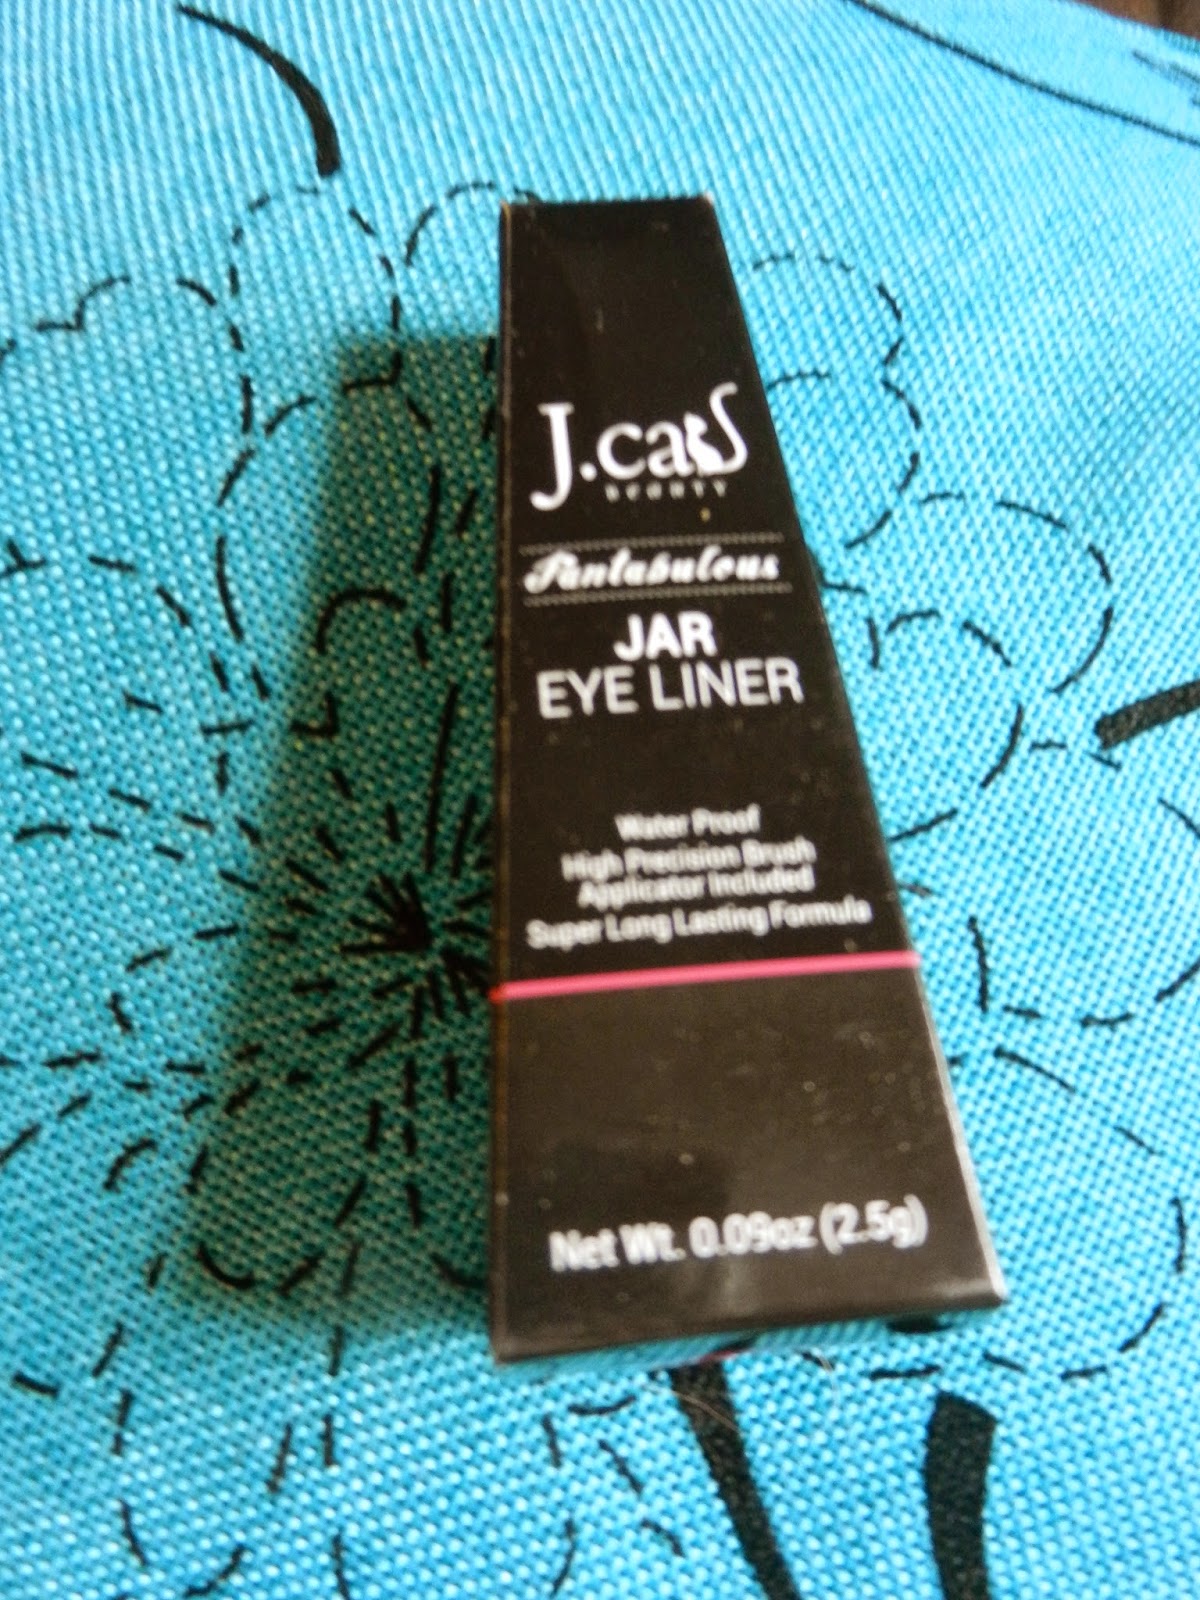 J.cat
beauty
Fantabulous
JAR
EYE LINER
Water Proof
High Precision Brush
Applicator Included
Super Long Lasting Formula
Net Wt. 0.09oz (2.5g)